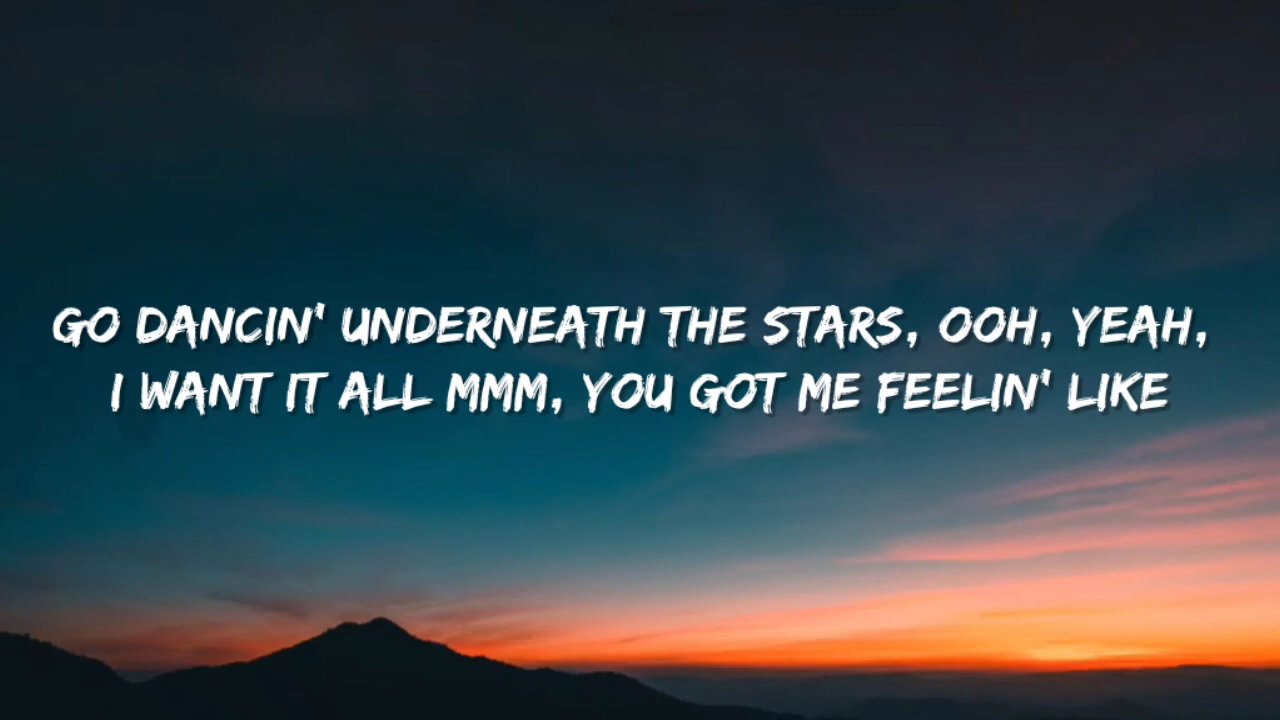 GO DANCIN' UNDERNEATH THE STARS, OOH, YEAH,
I WANT IT ALL MMM, YOU GOT ME FEELIN' LIKE